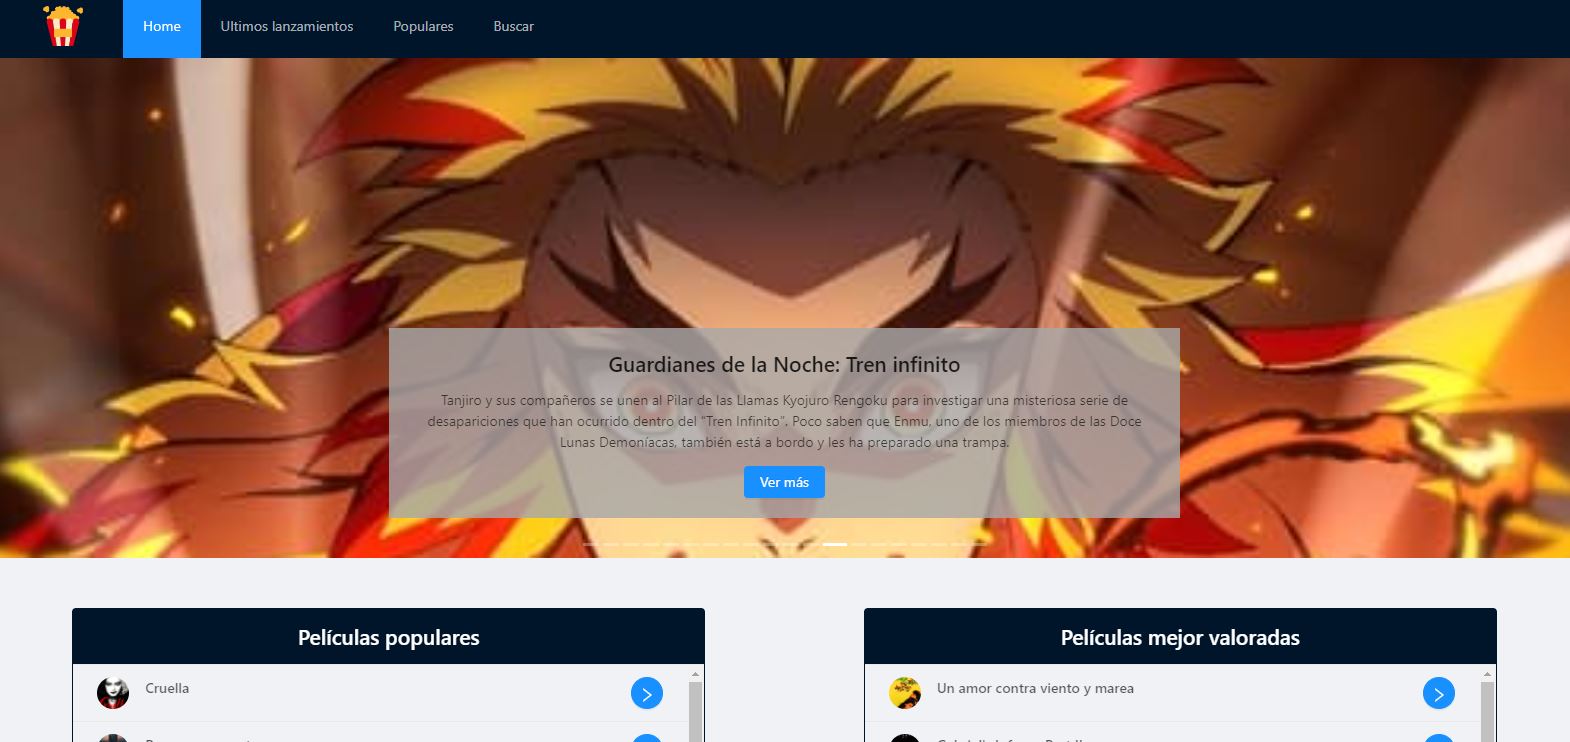 Home
Ultimos lanzamientos
Populares
Buscar
Guardianes de la Noche: Tren infinito
Tanjiro y sus compañeros se unen al Pilar de las Llamas Kyojuro Rengoku para investigar una misteriosa serie de
desapariciones que han ocurrido dentro del "Tren Infinito". Poco saben que Enmu, uno de los miembros de las Doce
Lunas Demoníacas, también está a bordo y les ha preparado una trampa.
Ver más
Películas populares
Cruella
Películas mejor valoradas
Un amor contra viento y marea